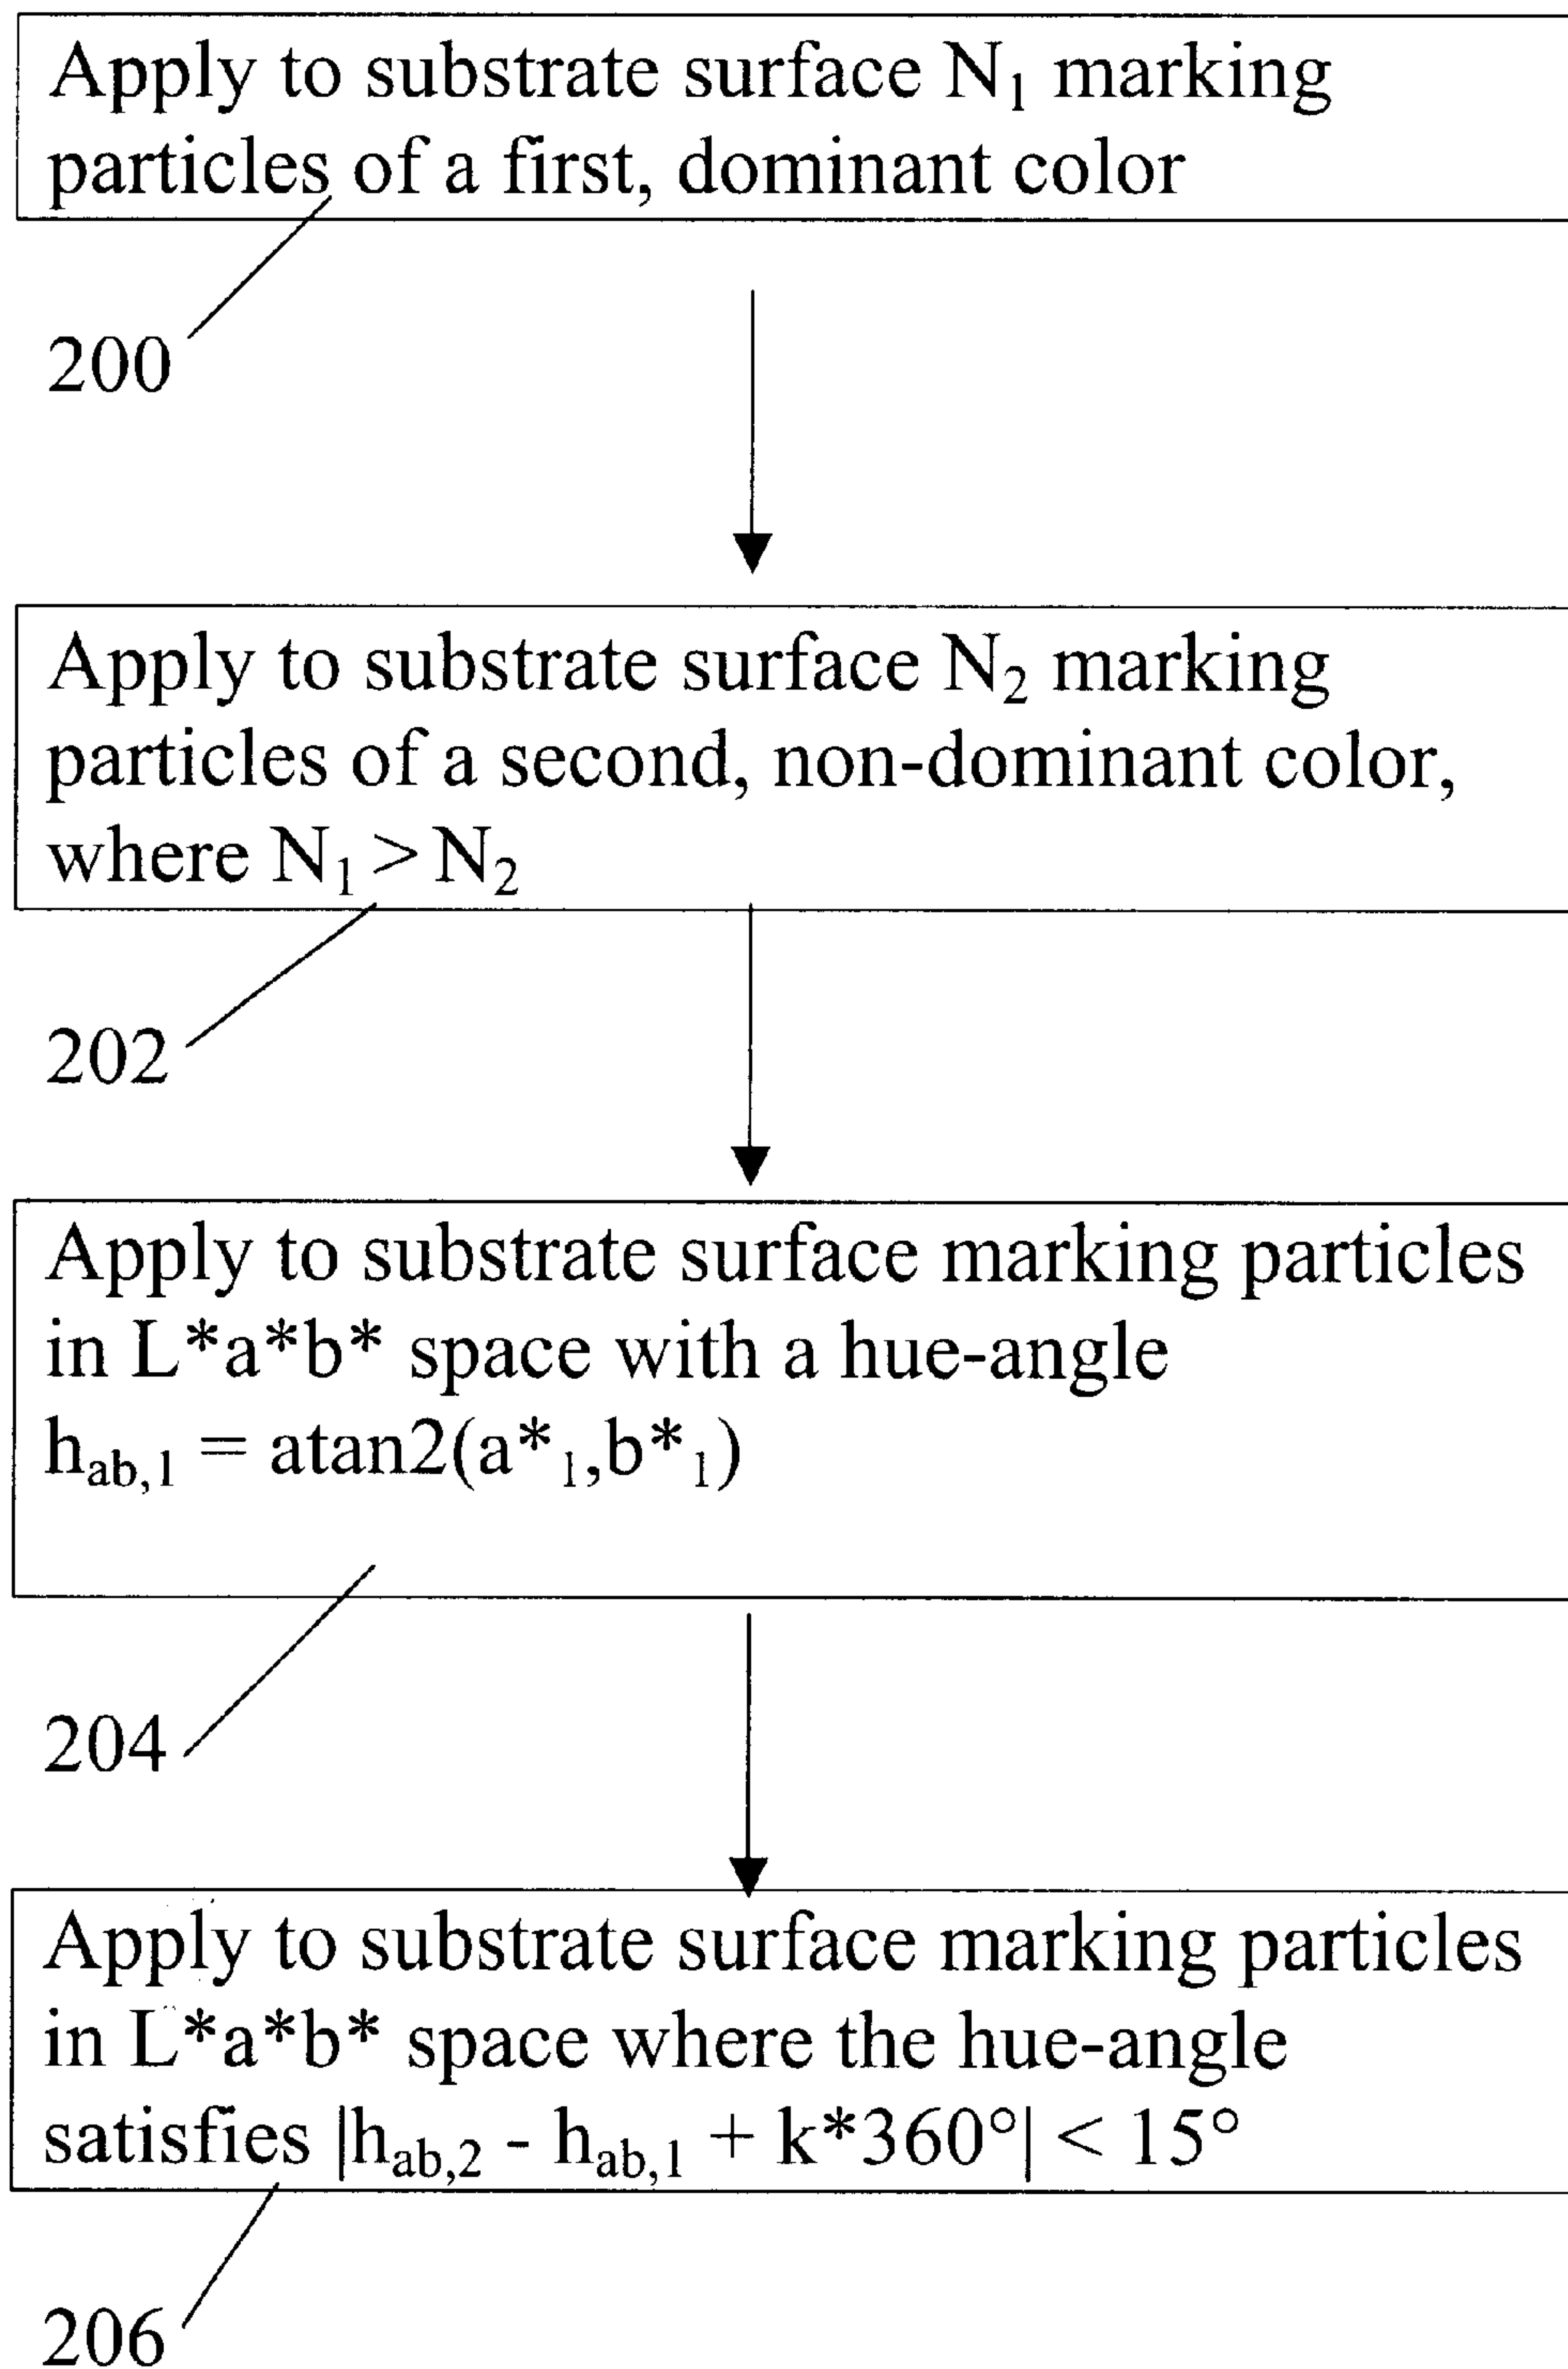 Apply to substrate surface N₁ marking
particles of a first, dominant color
200
Apply to substrate surface N₂ marking
particles of a second, non-dominant color,
where N₁ > N₂
202
Apply to substrate surface marking particles
in L*a*b* space with a hue-angle
h_ab,1 = atan2(a*₁,b*₁)
204
Apply to substrate surface marking particles
in L*a*b* space where the hue-angle
satisfies |h_ab,2 - h_ab,1 + k*360°| < 15°
206